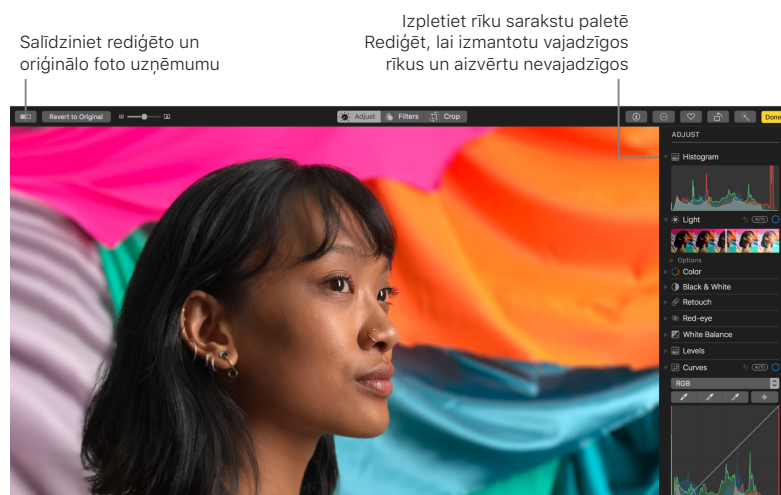 Salīdziniet rediģēto un
oriģinālo foto uzņēmumu
Izpletiet rīku sarakstu paletē
Rediģēt, lai izmantotu vajadzīgos
rīkus un aizvērtu nevajadzīgos
Revert to Original
Adjust
Filters
Crop
Done
ADJUST
Histogram
Light
AUTO
Options
Color
Black & White
Retouch
Red-eye
White Balance
Levels
Curves
AUTO
RGB